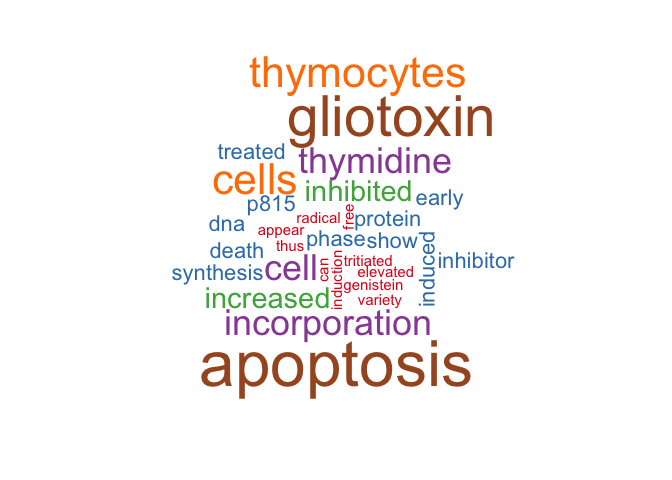 thymocytes
gliotoxin
treated
thymidine
cells
inhibited
early
p815
radical
free
protein
dna
appear
phase
show
thus
death
synthesis
cell
can
induction
tritiated
elevated
induced
inhibitor
genistein
increased
variety
incorporation
apoptosis